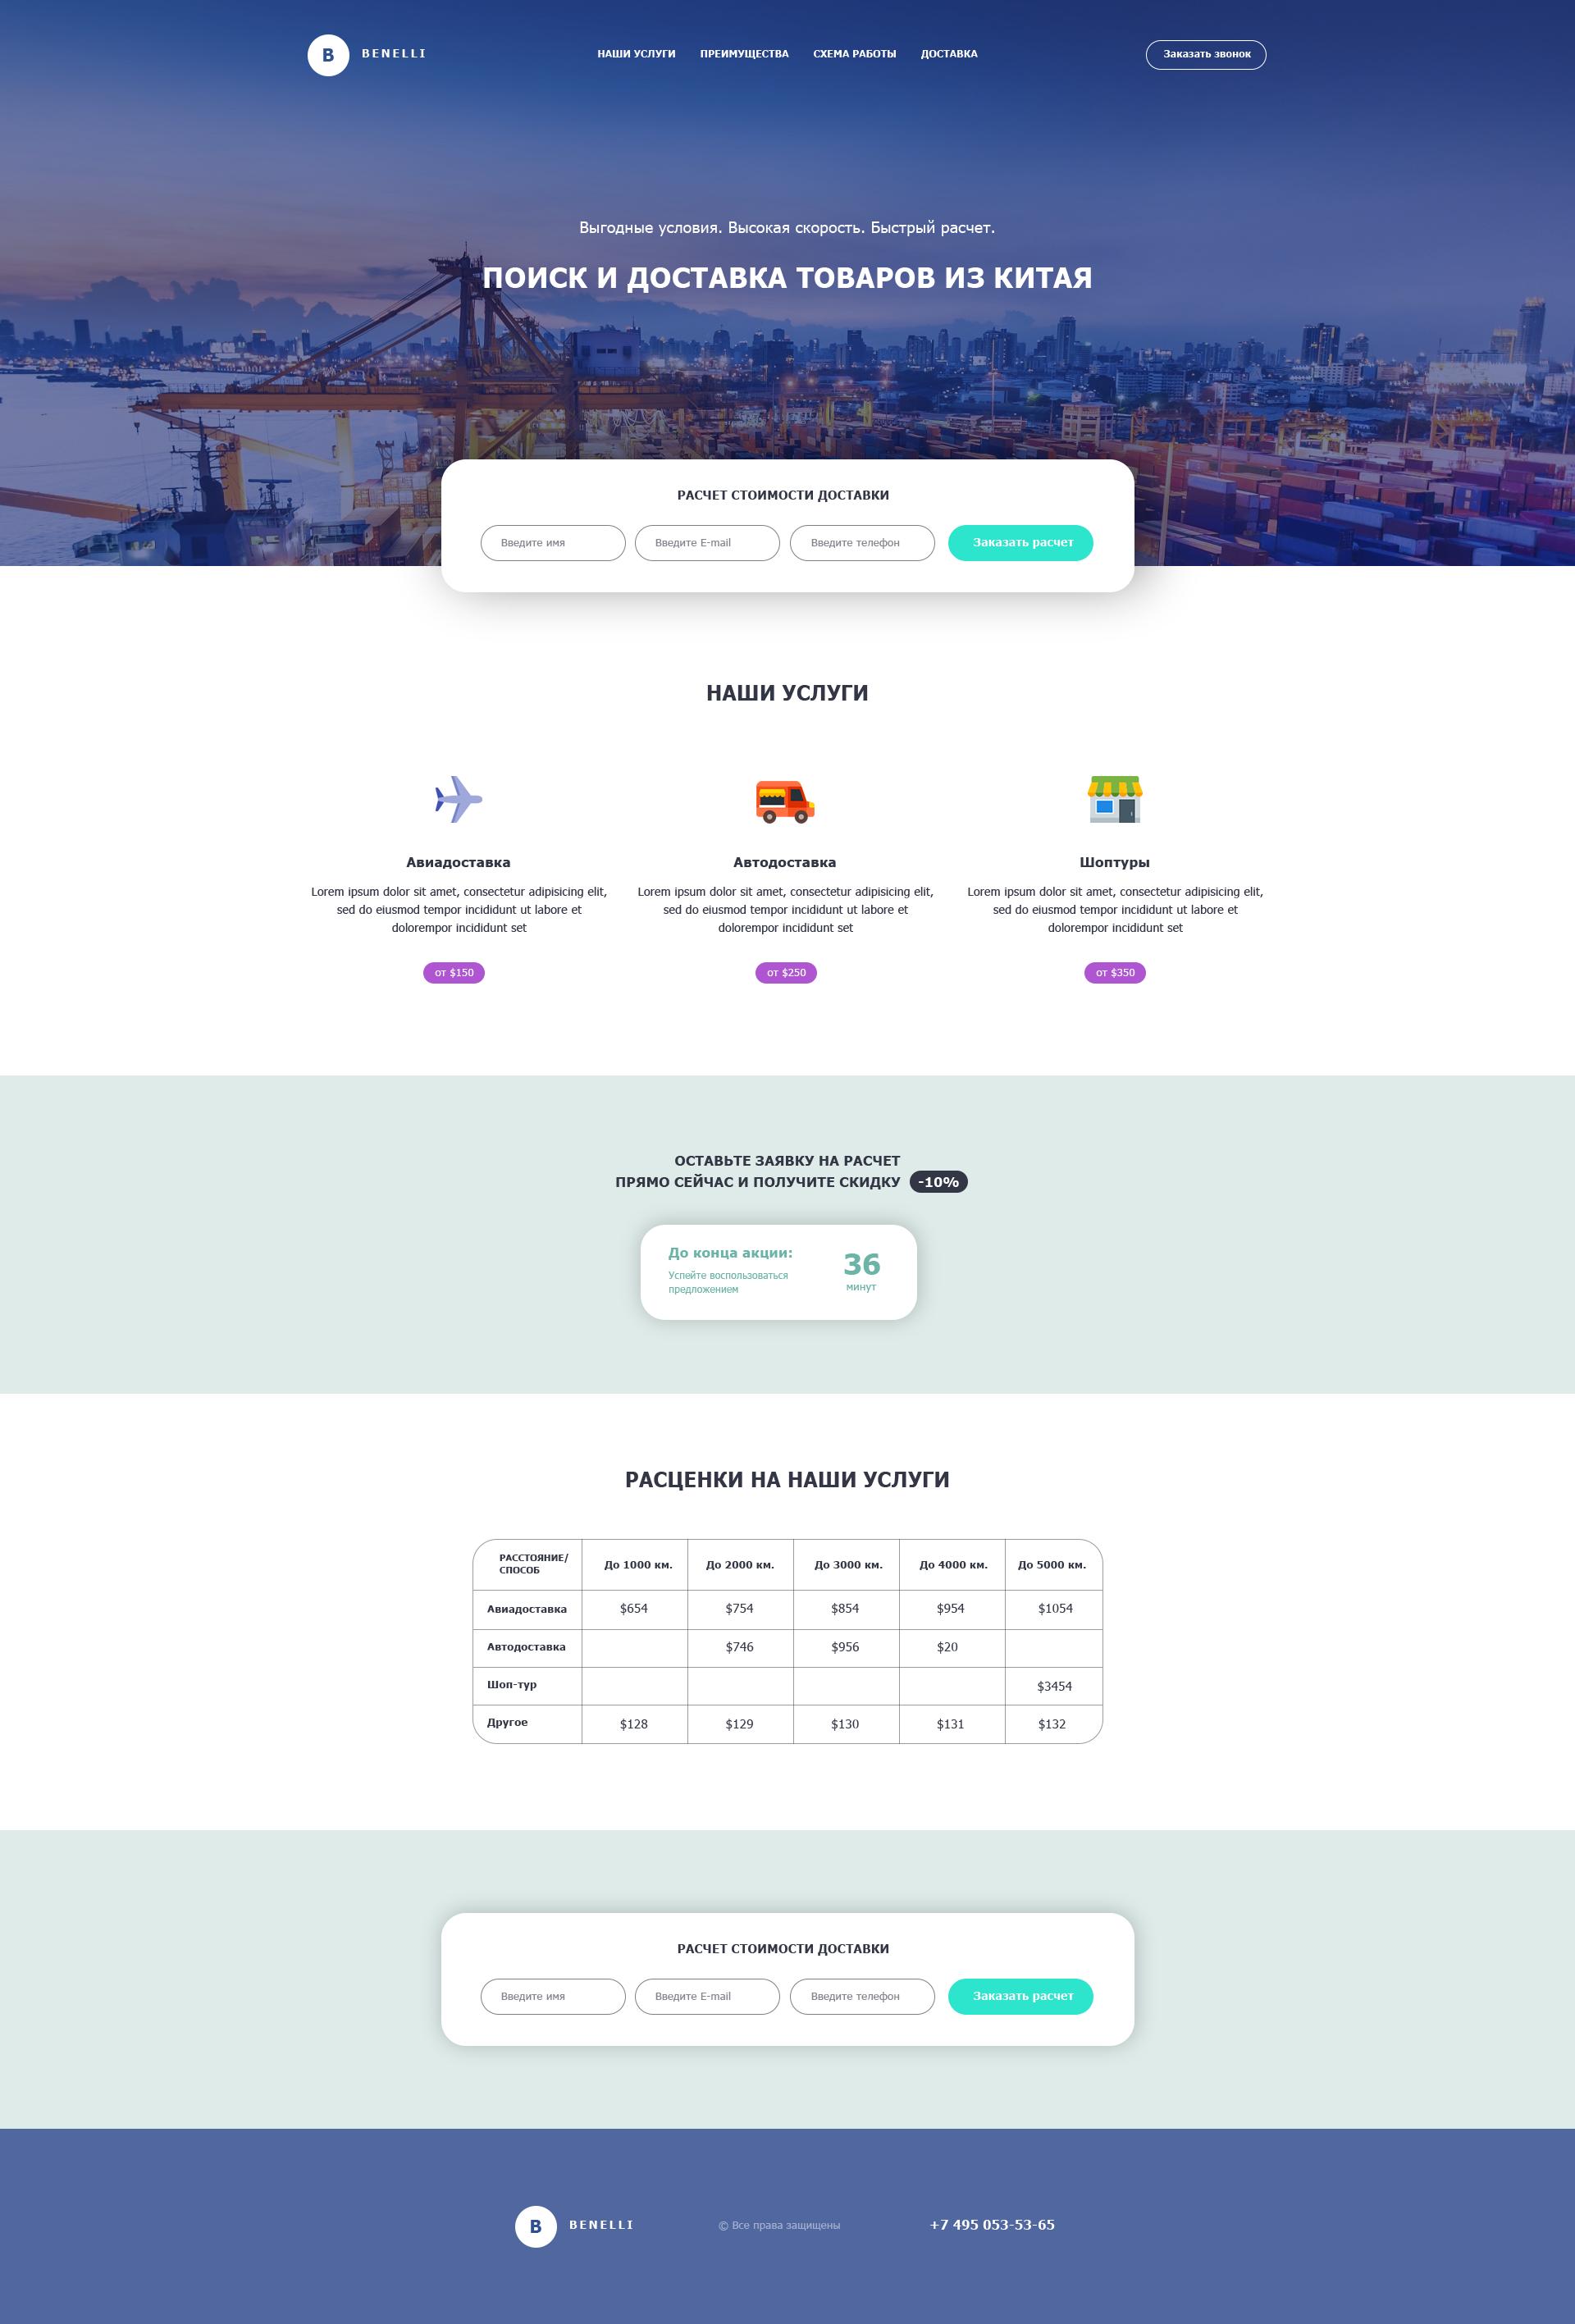 B BENELLI НАШИ УСЛУГИ ПРЕИМУЩЕСТВА СХЕМА РАБОТЫ ДОСТАВКА Заказать звонок
Выгодные условия. Высокая скорость. Быстрый расчет.
ПОИСК И ДОСТАВКА ТОВАРОВ ИЗ КИТАЯ
РАСЧЕТ СТОИМОСТИ ДОСТАВКИ
Введите имя Введите E-mail Введите телефон Заказать расчет
НАШИ УСЛУГИ
Авиадоставка
Lorem ipsum dolor sit amet, consectetur adipisicing elit,
sed do eiusmod tempor incididunt ut labore et
dolorempor incididunt set
от $150
Автодоставка
Lorem ipsum dolor sit amet, consectetur adipisicing elit,
sed do eiusmod tempor incididunt ut labore et
dolorempor incididunt set
от $250
Шоптуры
Lorem ipsum dolor sit amet, consectetur adipisicing elit,
sed do eiusmod tempor incididunt ut labore et
dolorempor incididunt set
от $350
ОСТАВЬТЕ ЗАЯВКУ НА РАСЧЕТ
ПРЯМО СЕЙЧАС И ПОЛУЧИТЕ СКИДКУ -10%
До конца акции:
Успейте воспользоваться
предложением
36
минут
РАСЦЕНКИ НА НАШИ УСЛУГИ
РАССТОЯНИЕ/
СПОСОБ
До 1000 км. До 2000 км. До 3000 км. До 4000 км. До 5000 км.
Авиадоставка $654 $754 $854 $954 $1054
Автодоставка $746 $956 $20
Шоп-тур $3454
Другое $128 $129 $130 $131 $132
РАСЧЕТ СТОИМОСТИ ДОСТАВКИ
Введите имя Введите E-mail Введите телефон Заказать расчет
B BENELLI © Все права защищены +7 495 053-53-65